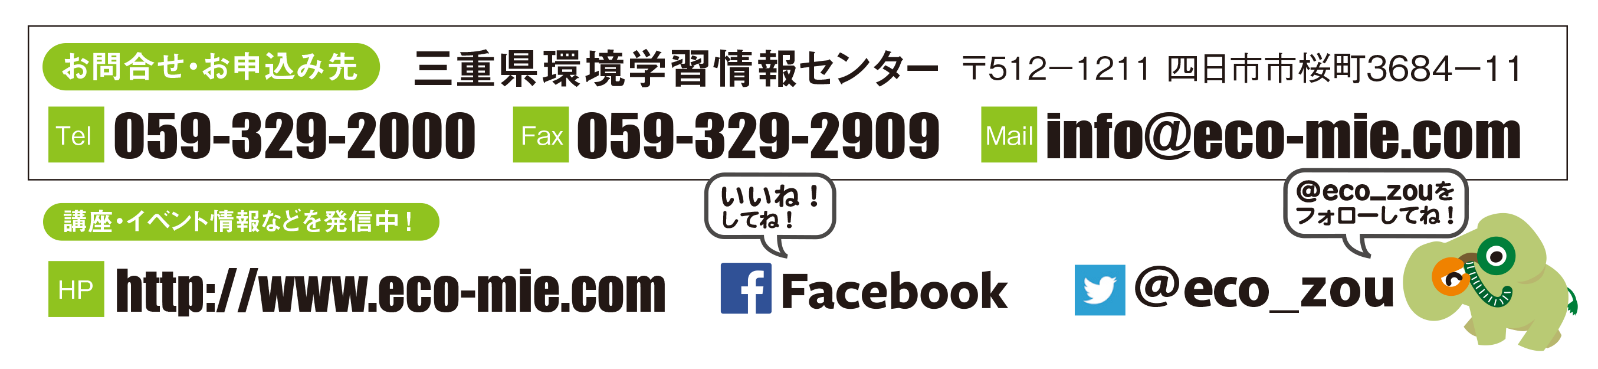 お問合せ・お申込み先 三重県環境学習情報センター 〒512－1211 四日市市桜町3684－11
Tel 059-329-2000 Fax 059-329-2909 Mail info@eco-mie.com
いいね！
してね！
@eco_zouを
フォローしてね！
講座・イベント情報などを発信中！
HP http://www.eco-mie.com f Facebook @eco_zou